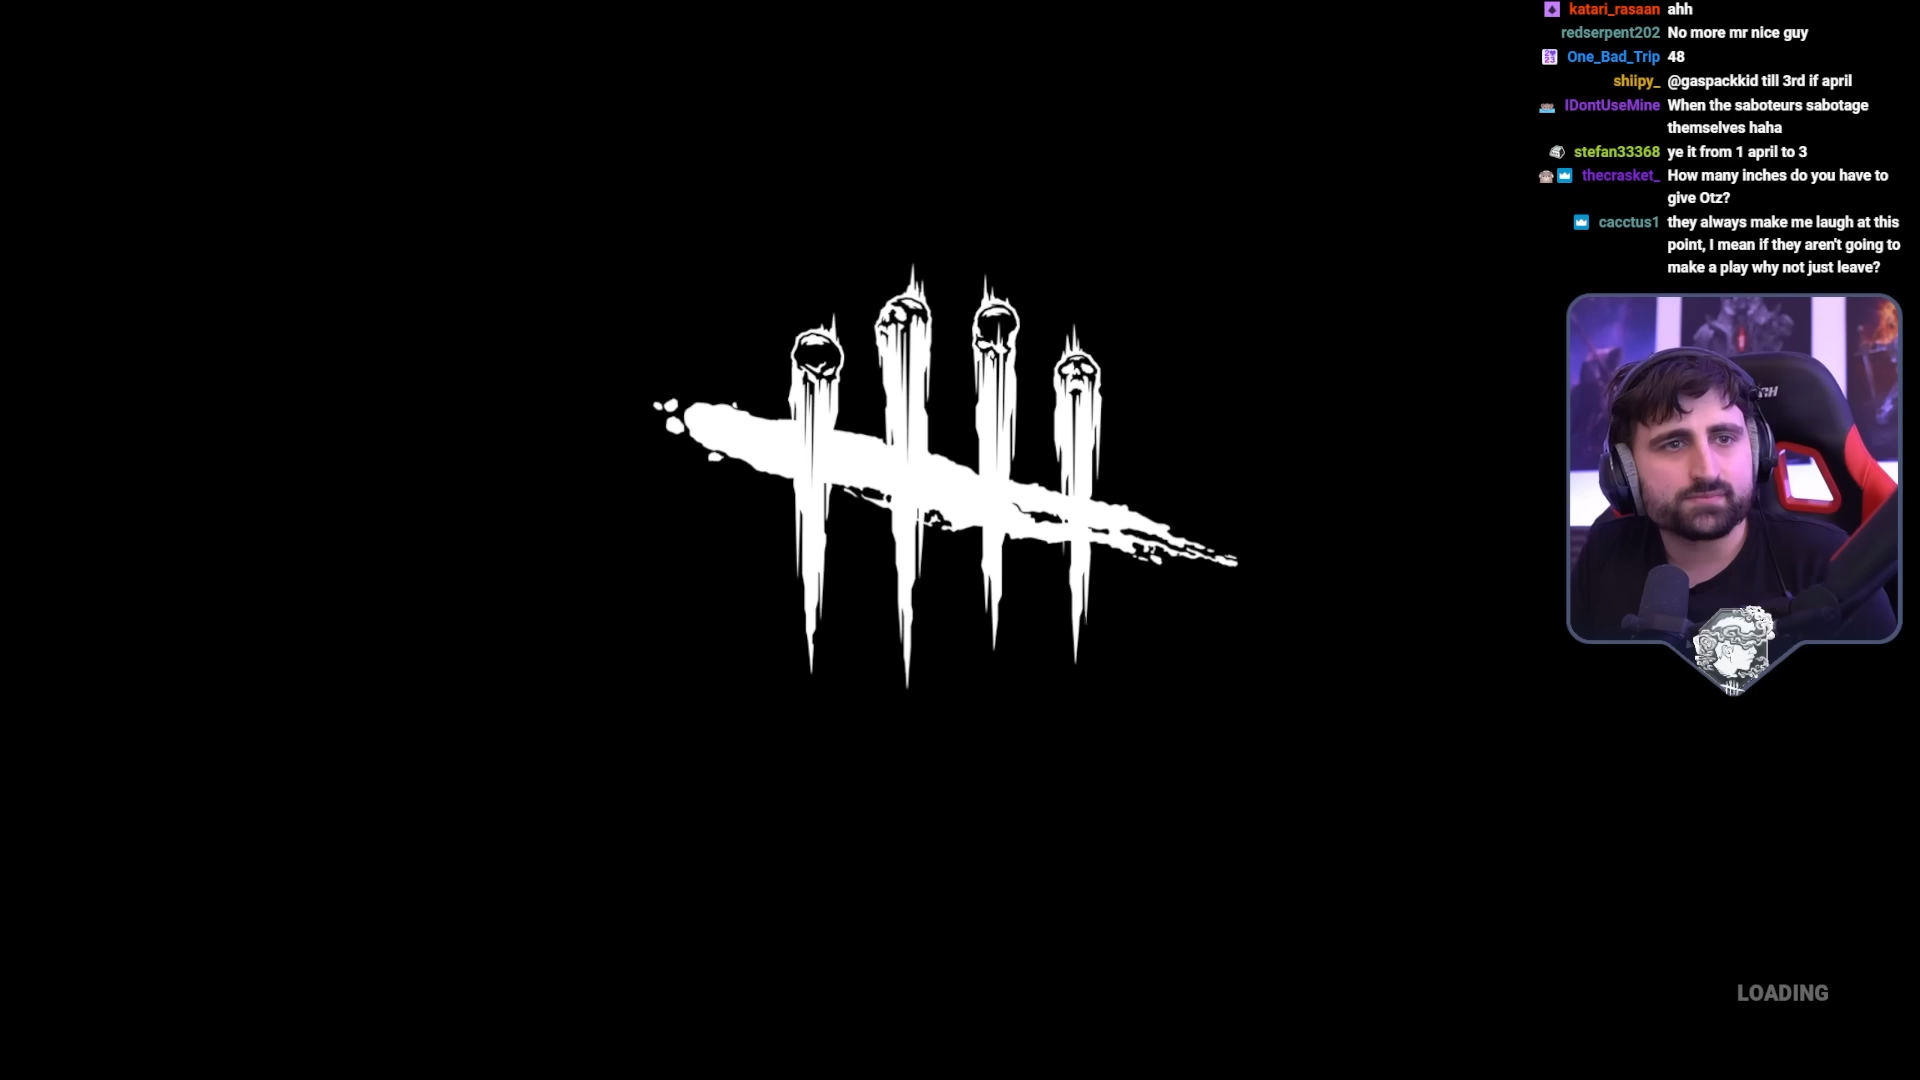 katari_rasaan ahh
redserpent202 No more mr nice guy
One_Bad_Trip 48
shiipy_ @gaspackkid till 3rd if april
IDontUseMine When the saboteurs sabotage
themselves haha
stefan33368 ye it from 1 april to 3
thecrasket_ How many inches do you have to
give Otz?
cacctus1 they always make me laugh at this
point, I mean if they aren't going to
make a play why not just leave?
LOADING